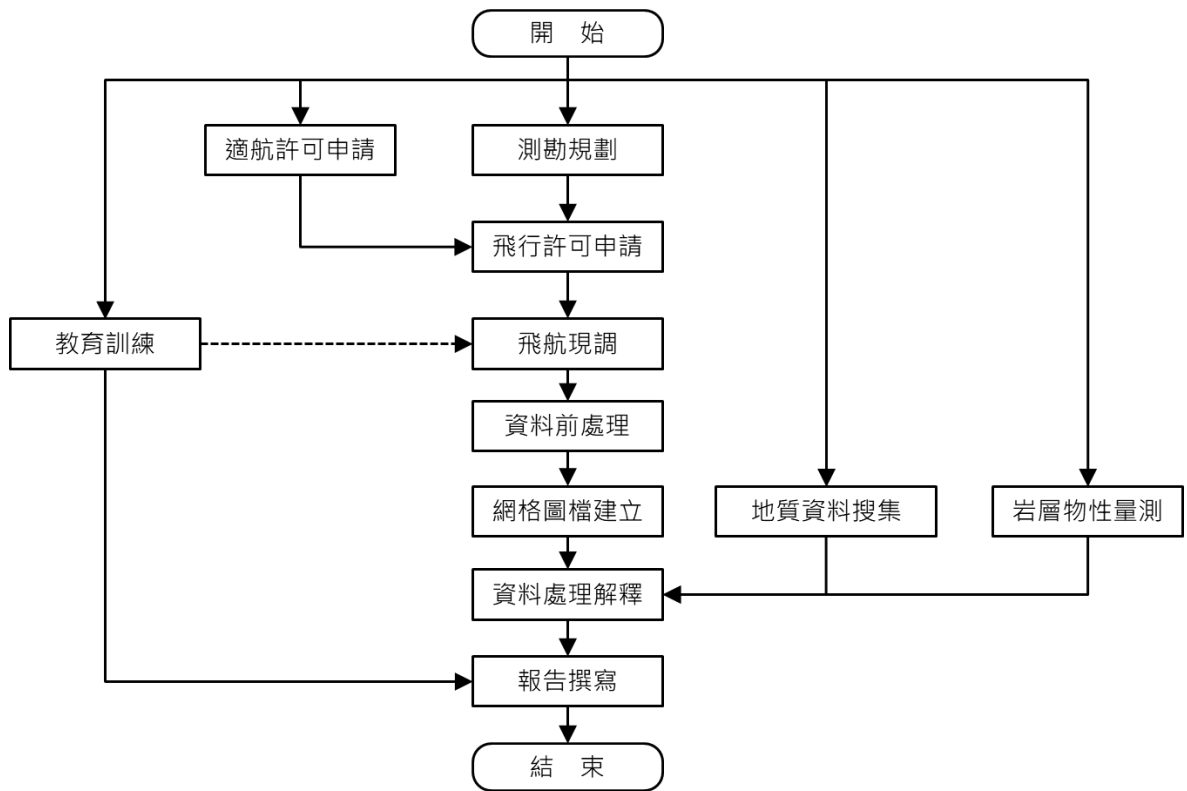 開　始
適航許可申請
測勘規劃
飛行許可申請
教育訓練
飛航現調
資料前處理
網格圖檔建立
地質資料搜集
岩層物性量測
資料處理解釋
報告撰寫
結　束